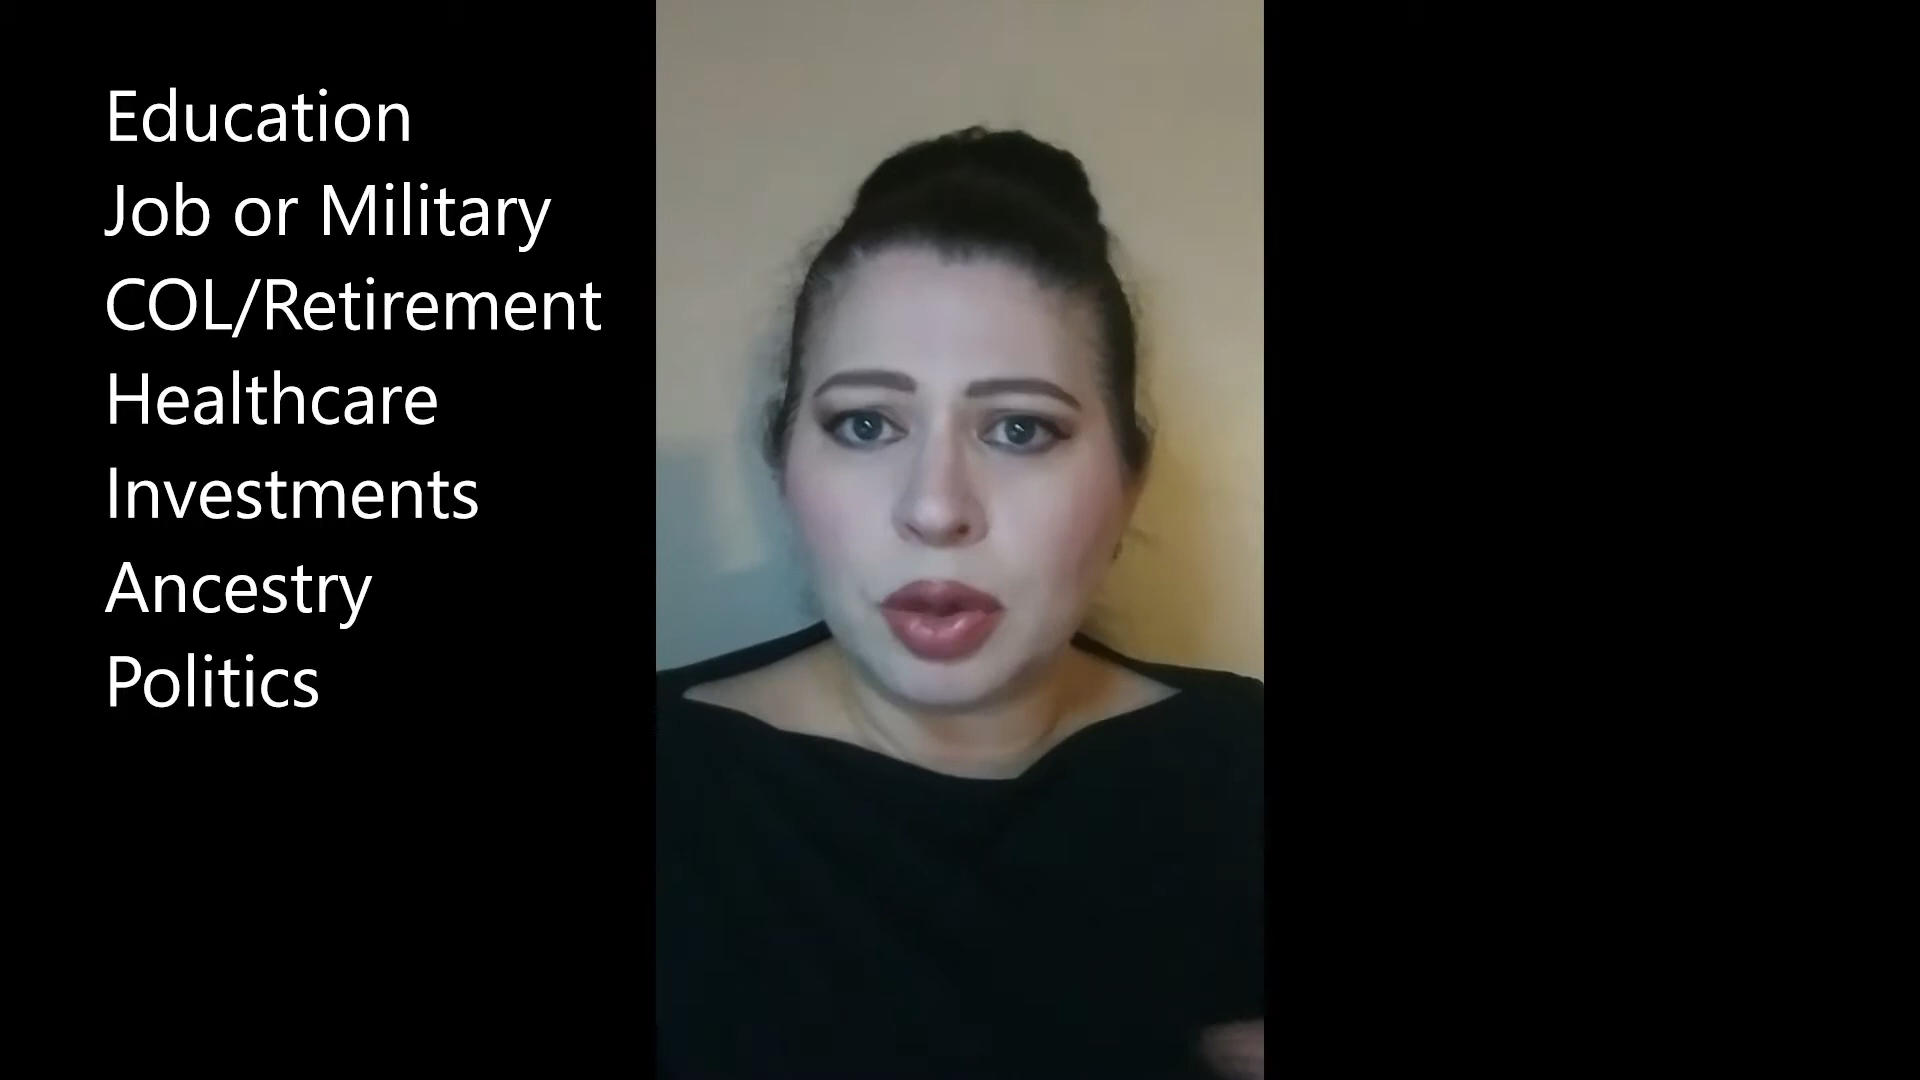 Education
Job or Military
COL/Retirement
Healthcare
Investments
Ancestry
Politics